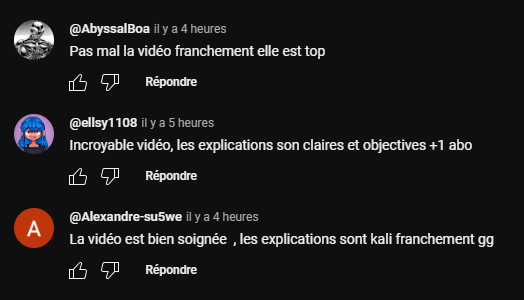 @AbyssalBoa il y a 4 heures
Pas mal la vidéo franchement elle est top
Répondre
@ellsy1108 il y a 5 heures
Incroyable vidéo, les explications son claires et objectives +1 abo
Répondre
A
@Alexandre-su5we il y a 4 heures
La vidéo est bien soignée , les explications sont kali franchement gg
Répondre